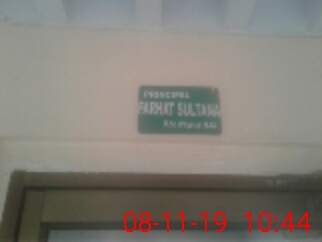 PRINCIPAL
FARHAT SULTANA
08-11-19 10:44